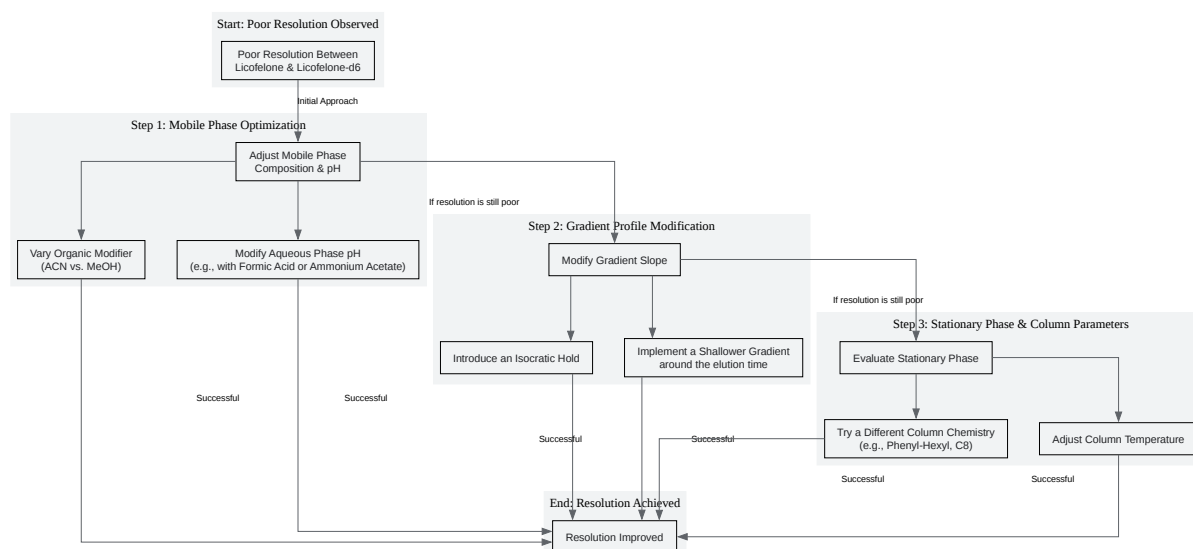 Start: Poor Resolution Observed
Poor Resolution Between
Licofelone & Licofelone-d6
Initial Approach
Step 1: Mobile Phase Optimization
Adjust Mobile Phase
Composition & pH
If resolution is still poor
Vary Organic Modifier
(ACN vs. MeOH)
Modify Aqueous Phase pH
(e.g., with Formic Acid or Ammonium Acetate)
Step 2: Gradient Profile Modification
Modify Gradient Slope
If resolution is still poor
Introduce an Isocratic Hold
Implement a Shallower Gradient
around the elution time
Step 3: Stationary Phase & Column Parameters
Evaluate Stationary Phase
Try a Different Column Chemistry
(e.g., Phenyl-Hexyl, C8)
Adjust Column Temperature
Successful
Successful
Successful
Successful
Successful
Successful
End: Resolution Achieved
Resolution Improved